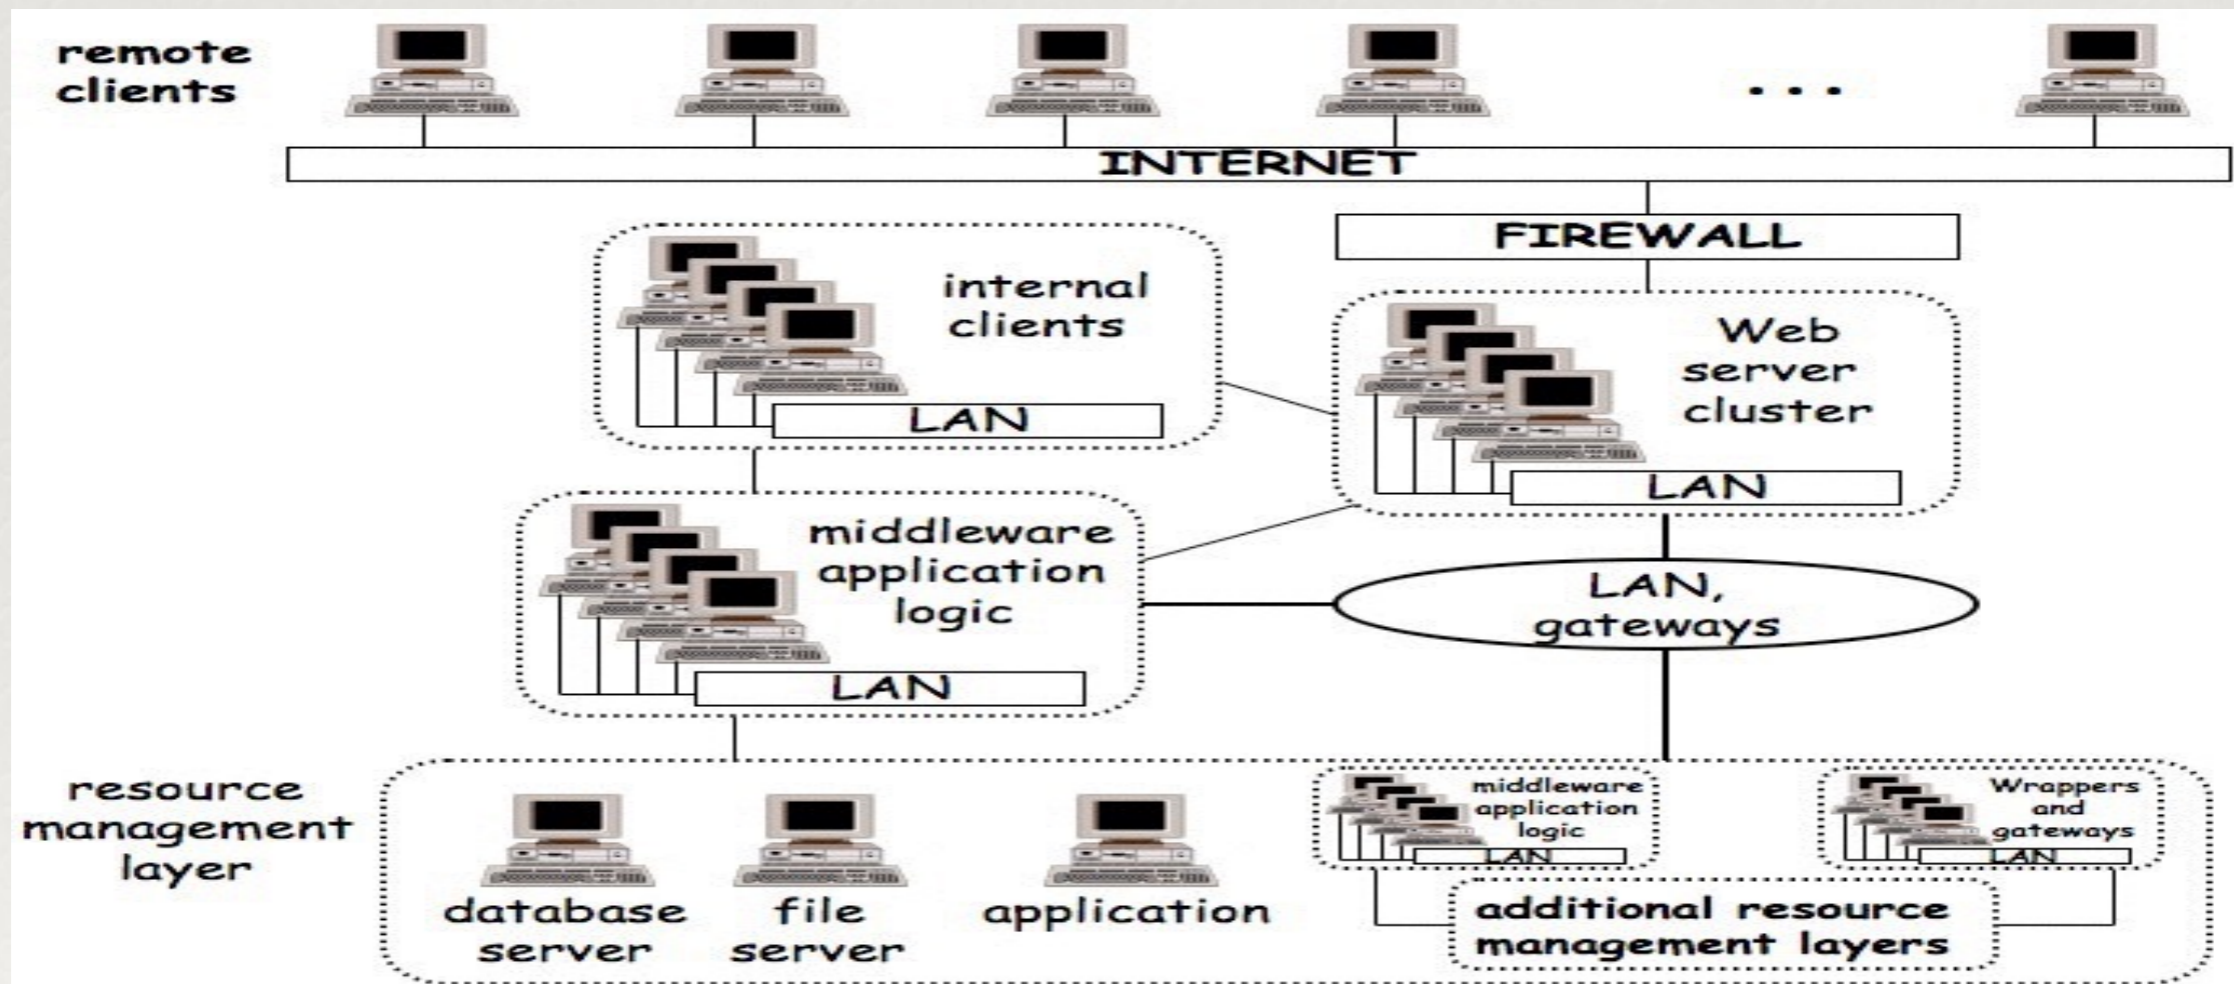 remote
clients
. . .
INTERNET
FIREWALL
internal
clients
LAN
Web
server
cluster
LAN
middleware
application
logic
LAN
LAN,
gateways
resource
management
layer
database
server
file
server
application
middleware
application
logic
LAN
Wrappers
and
gateways
LAN
additional resource
management layers